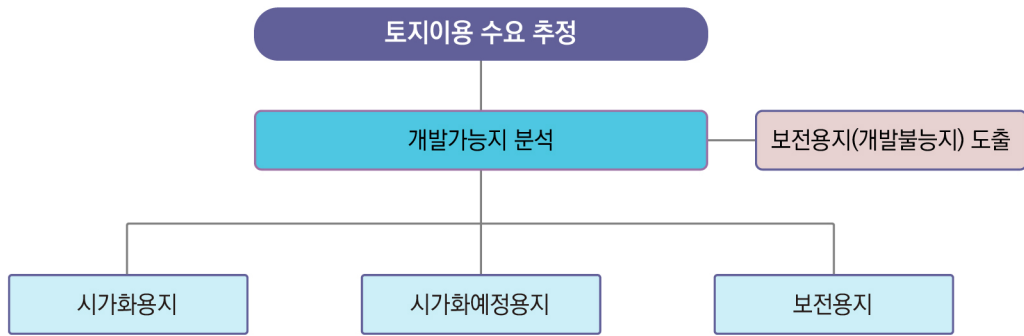 토지이용 수요 추정
개발가능지 분석
보전용지(개발불능지) 도출
시가화용지
시가화예정용지
보전용지